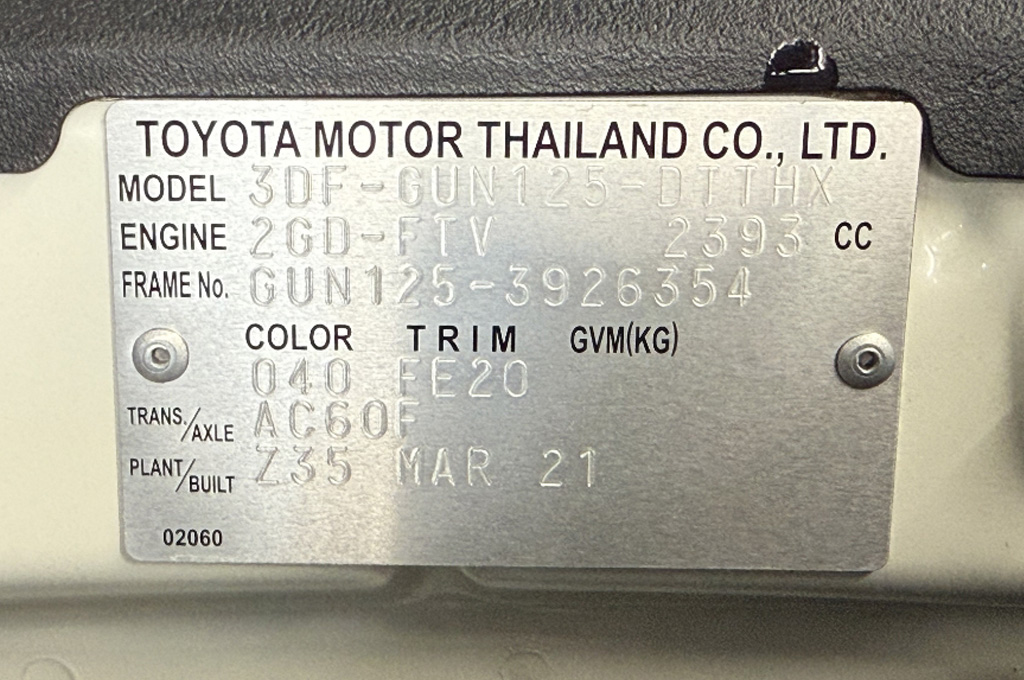 TOYOTA MOTOR THAILAND CO., LTD.
MODEL 3DF-GUN125-DTTHX
ENGINE 2GD-FTV 2393 CC
FRAME No. GUN125-3926354
COLOR TRIM GVM(KG)
040 FE20
TRANS./AXLE AC60F
PLANT/BUILT Z35 MAR 21
02060